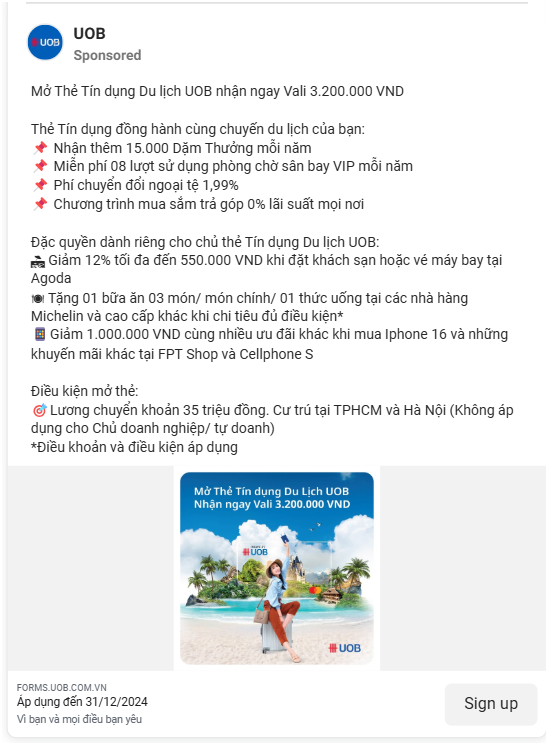 UOB
UOB
Sponsored
Mở Thẻ Tín dụng Du lịch UOB nhận ngay Vali 3.200.000 VND
Thẻ Tín dụng đồng hành cùng chuyến du lịch của bạn:
📌 Nhận thêm 15.000 Dặm Thưởng mỗi năm
📌 Miễn phí 08 lượt sử dụng phòng chờ sân bay VIP mỗi năm
📌 Phí chuyển đổi ngoại tệ 1,99%
📌 Chương trình mua sắm trả góp 0% lãi suất mọi nơi
Đặc quyền dành riêng cho chủ thẻ Tín dụng Du lịch UOB:
Giảm 12% tối đa đến 550.000 VND khi đặt khách sạn hoặc vé máy bay tại
Agoda
🍽 Tặng 01 bữa ăn 03 món/ món chính/ 01 thức uống tại các nhà hàng
Michelin và cao cấp khác khi chi tiêu đủ điều kiện*
📱 Giảm 1.000.000 VND cùng nhiều ưu đãi khác khi mua Iphone 16 và những
khuyến mãi khác tại FPT Shop và Cellphone S
Điều kiện mở thẻ:
🎯 Lương chuyển khoản 35 triệu đồng. Cư trú tại TPHCM và Hà Nội (Không áp
dụng cho Chủ doanh nghiệp/ tự doanh)
*Điều khoản và điều kiện áp dụng
Mở Thẻ Tín dụng Du Lịch UOB
Nhận ngay Vali 3.200.000 VND
UOB
UOB
FORMS.UOB.COM.VN
Áp dụng đến 31/12/2024
Vì bạn và mọi điều bạn yêu
Sign up